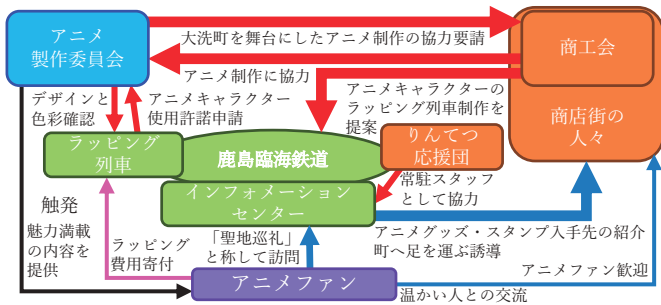 アニメ
製作委員会
大洗町を舞台にしたアニメ制作の協力要請
商工会
アニメ制作に協力
デザインと
色彩確認
アニメキャラクター
使用許諾申請
アニメキャラクターの
ラッピング列車制作を
提案
商店街の
人々
ラッピング
列車
鹿島臨海鉄道
りんてつ
応援団
インフォメーション
センター
常駐スタッフ
として協力
触発
魅力満載
の内容を
提供
ラッピング
費用寄付
「聖地巡礼」
と称して訪問
アニメグッズ・スタンプ入手先の紹介
町へ足を運ぶ誘導
アニメファン
アニメファン歓迎
温かい人との交流